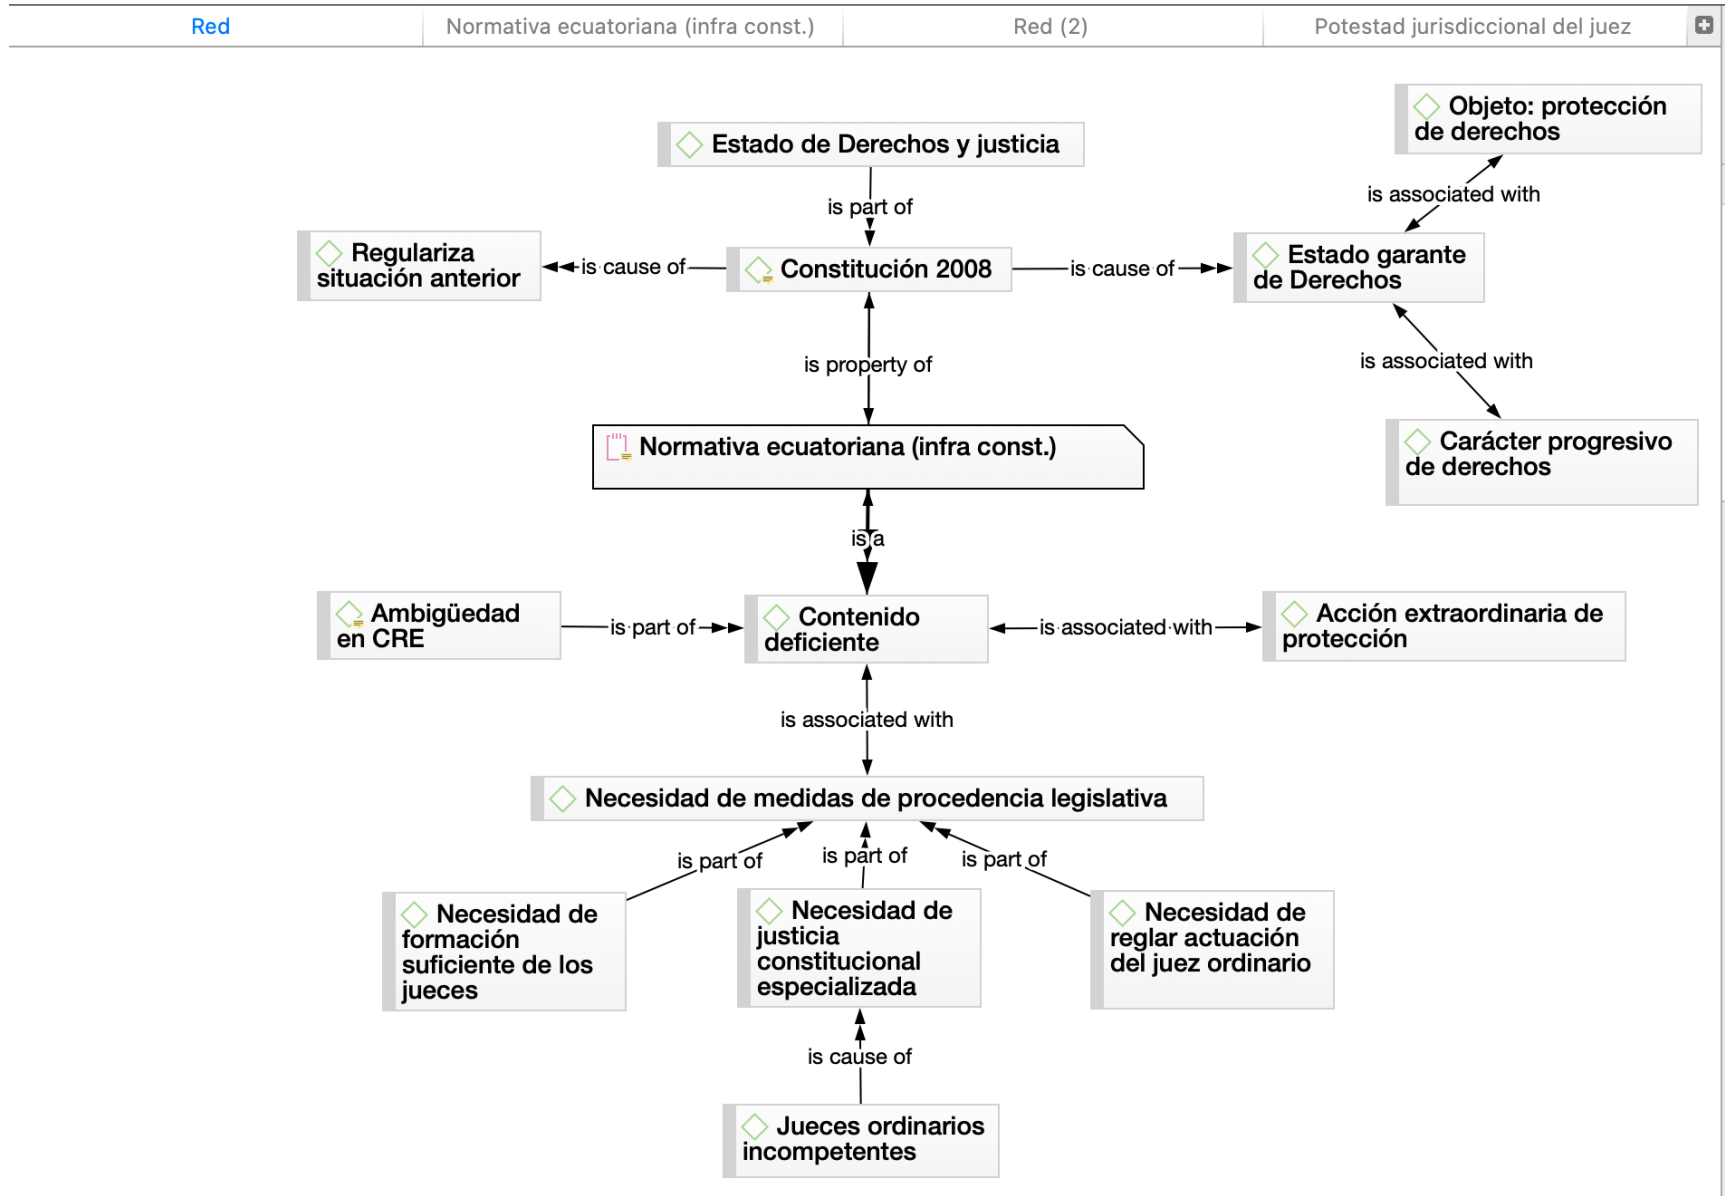 Red
Normativa ecuatoriana (infra const.)
Red (2)
Potestad jurisdiccional del juez
Objeto: protección
de derechos
Estado de Derechos y justicia
is associated with
is part of
Regulariza
situación anterior
is cause of
Constitución 2008
is cause of
Estado garante
de Derechos
is property of
is associated with
Normativa ecuatoriana (infra const.)
Carácter progresivo
de derechos
is a
Ambigüedad
en CRE
is part of
Contenido
deficiente
is associated with
Acción extraordinaria de
protección
is associated with
Necesidad de medidas de procedencia legislativa
is part of
is part of
is part of
Necesidad de
formación
suficiente de los
jueces
Necesidad de
justicia
constitucional
especializada
Necesidad de
reglar actuación
del juez ordinario
is cause of
Jueces ordinarios
incompetentes